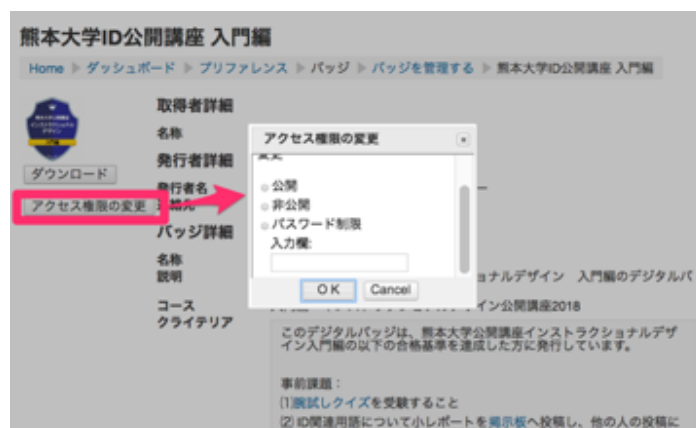 熊本大学ID公開講座 入門編
Home ▶ ダッシュボード ▶ プリファレンス ▶ バッジ ▶ バッジを管理する ▶ 熊本大学ID公開講座 入門編
取得者詳細
名称
ダウンロード
発行者詳細
発行者名
アクセス権限の変更
バッジ詳細
名称
説明
ョナルデザイン 入門編のデジタルバ
コース
イン公開講座2018
クライテリア
このデジタルバッジは、熊本大学公開講座インストラクショナルデザ
イン入門編の以下の合格基準を達成した方に発行しています。
事前課題:
(1)腕試しクイズを受験すること
(2) ID関連用語について小レポートを掲示板へ投稿し、他の人の投稿に
アクセス権限の変更
変更
公開
非公開
パスワード制限
入力欄:
OK Cancel